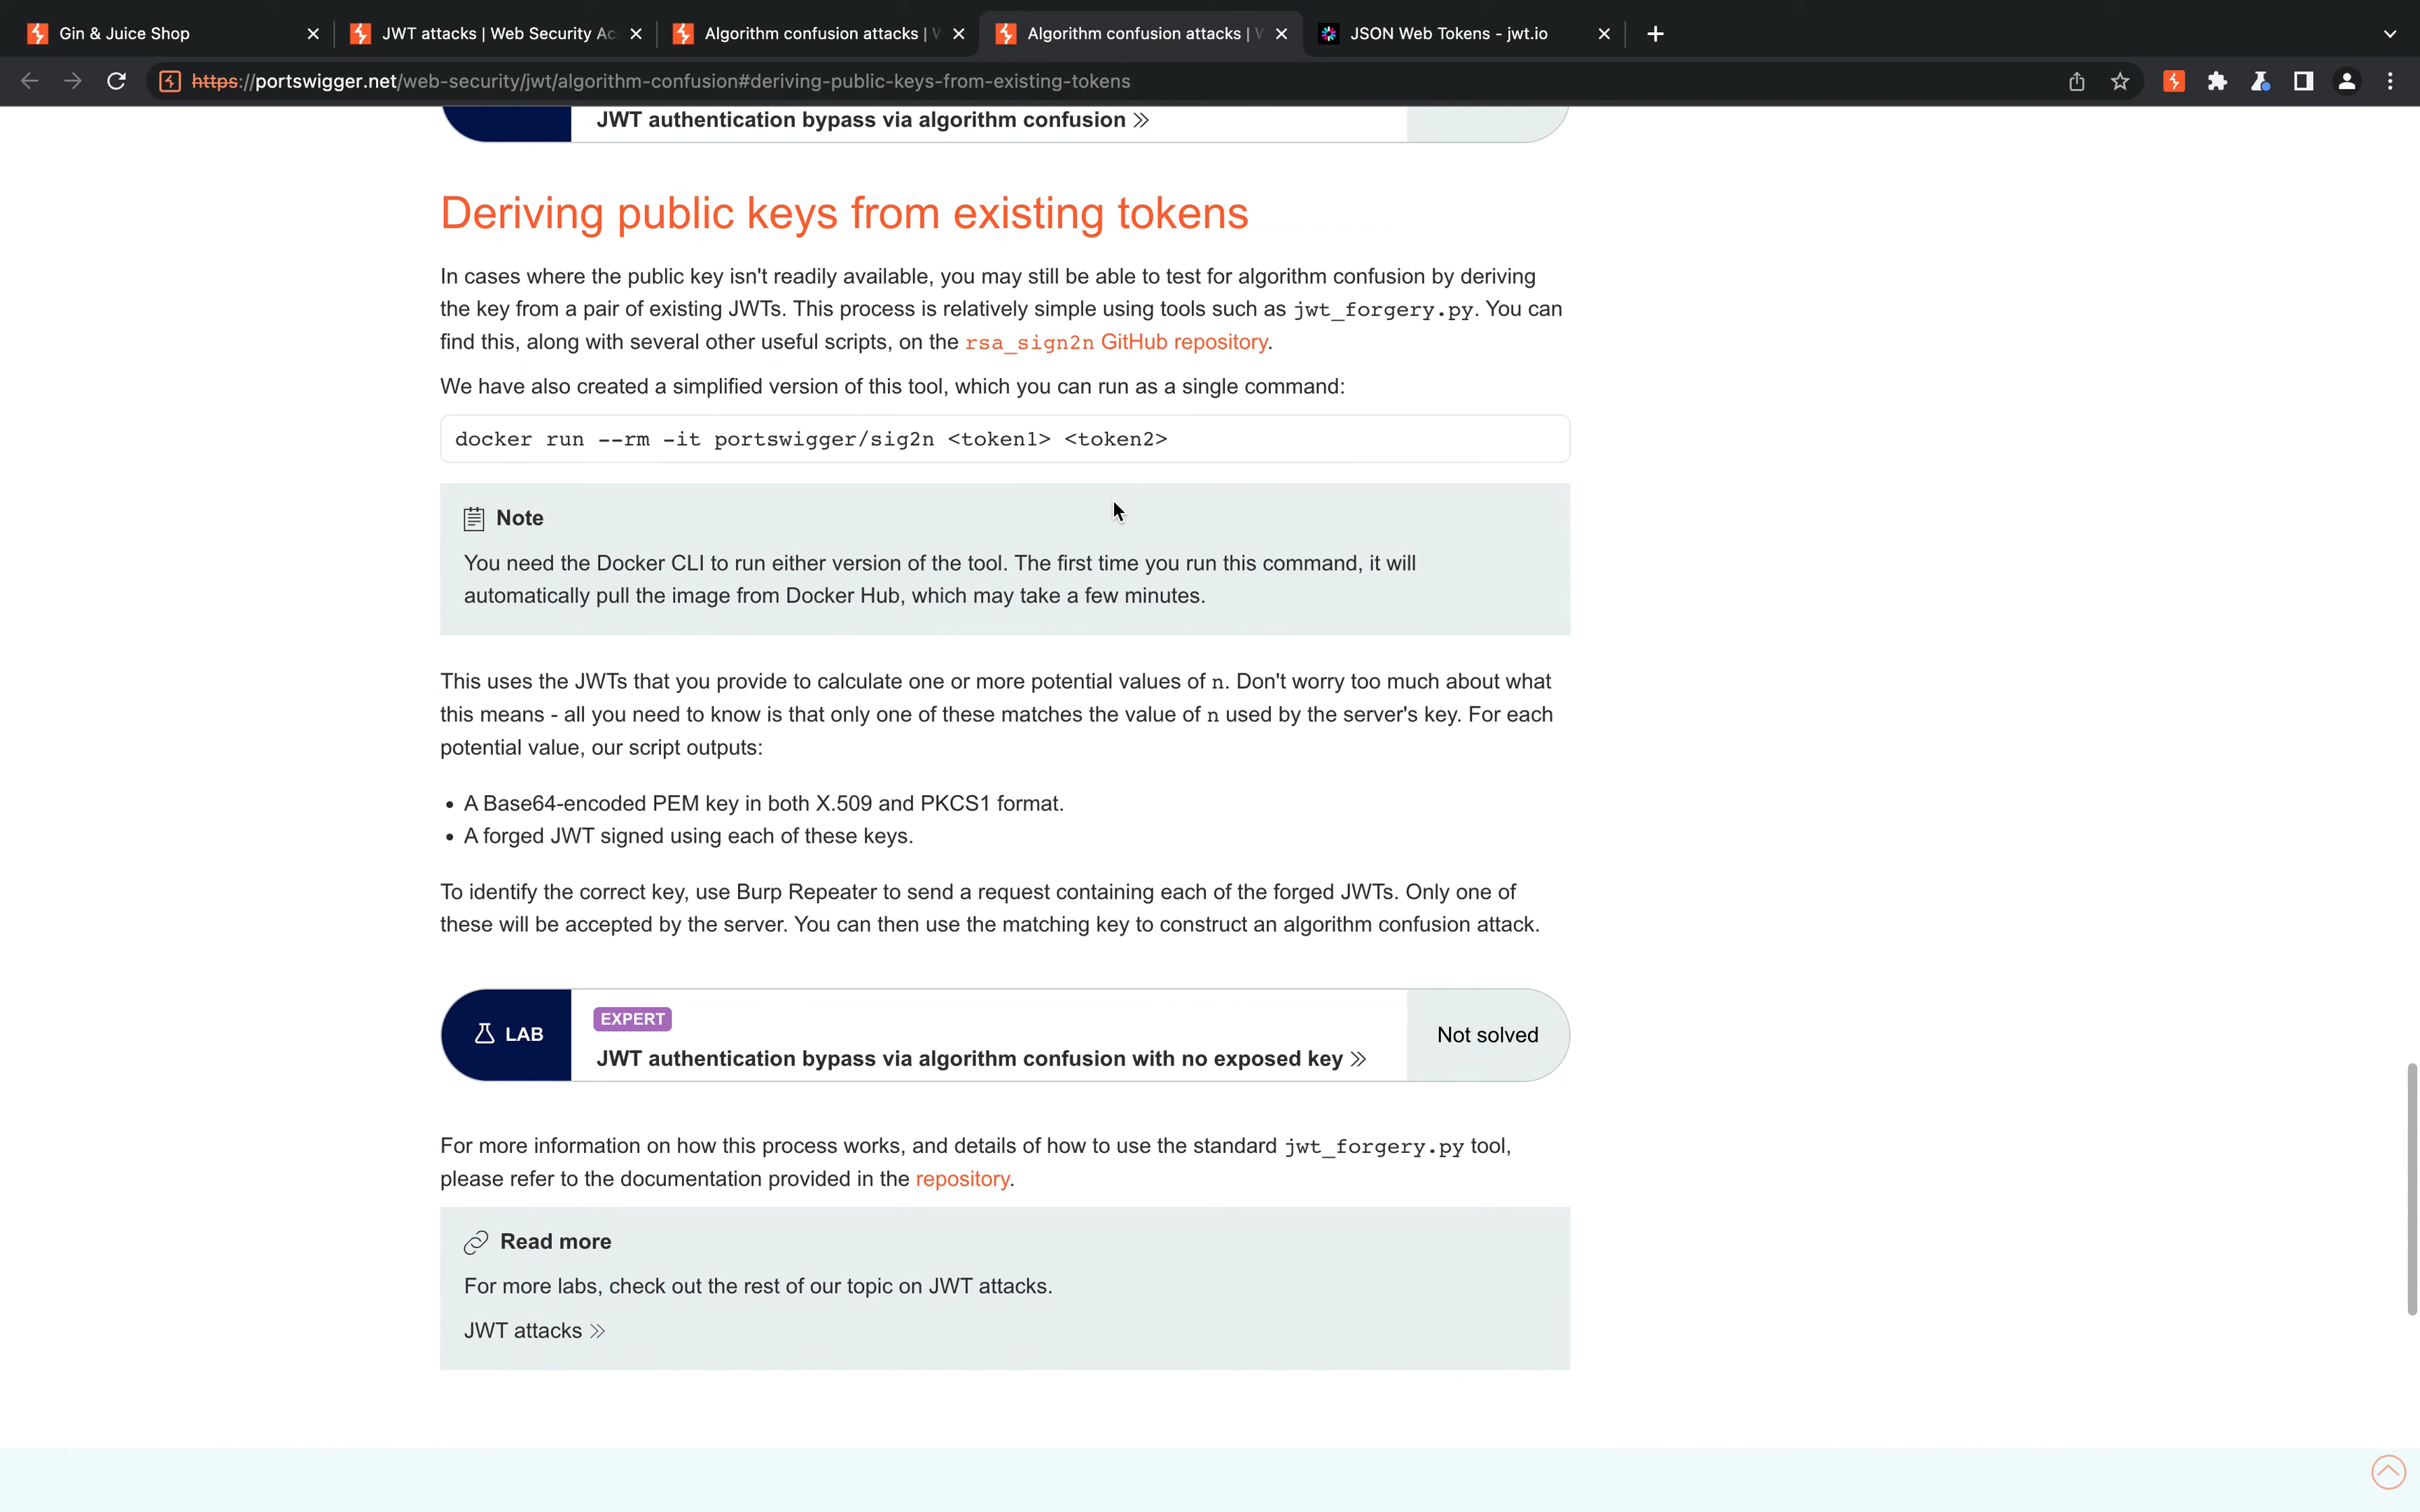 Gin & Juice Shop
JWT attacks | Web Security Ac
Algorithm confusion attacks | W
Algorithm confusion attacks | W
JSON Web Tokens - jwt.io
https://portswigger.net/web-security/jwt/algorithm-confusion#deriving-public-keys-from-existing-tokens
JWT authentication bypass via algorithm confusion »
Deriving public keys from existing tokens
In cases where the public key isn't readily available, you may still be able to test for algorithm confusion by deriving
the key from a pair of existing JWTs. This process is relatively simple using tools such as jwt_forgery.py. You can
find this, along with several other useful scripts, on the rsa_sign2n GitHub repository.
We have also created a simplified version of this tool, which you can run as a single command:
docker run --rm -it portswigger/sig2n <token1> <token2>
Note
You need the Docker CLI to run either version of the tool. The first time you run this command, it will
automatically pull the image from Docker Hub, which may take a few minutes.
This uses the JWTs that you provide to calculate one or more potential values of n. Don't worry too much about what
this means - all you need to know is that only one of these matches the value of n used by the server's key. For each
potential value, our script outputs:
• A Base64-encoded PEM key in both X.509 and PKCS1 format.
• A forged JWT signed using each of these keys.
To identify the correct key, use Burp Repeater to send a request containing each of the forged JWTs. Only one of
these will be accepted by the server. You can then use the matching key to construct an algorithm confusion attack.
LAB
EXPERT
JWT authentication bypass via algorithm confusion with no exposed key »
Not solved
For more information on how this process works, and details of how to use the standard jwt_forgery.py tool,
please refer to the documentation provided in the repository.
Read more
For more labs, check out the rest of our topic on JWT attacks.
JWT attacks »